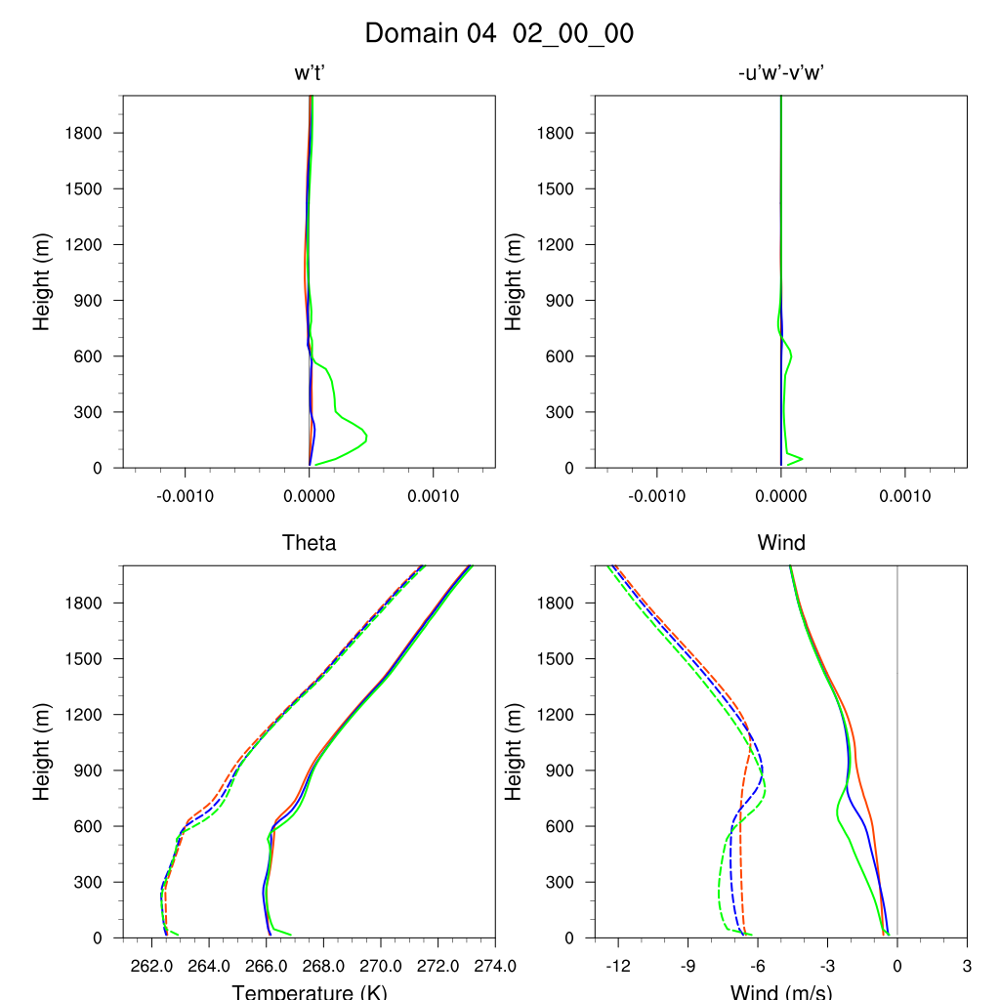 Domain 04 02_00_00
w't' -u'w'-v'w'
1800 1800
1500 1500
1200 1200
900 900
600 600
300 300
0 0
Height (m) Height (m)
-0.0010 0.0000 0.0010 -0.0010 0.0000 0.0010
Theta Wind
1800 1800
1500 1500
1200 1200
900 900
600 600
300 300
0 0
Height (m) Height (m)
262.0 264.0 266.0 268.0 270.0 272.0 274.0 -12 -9 -6 -3 0 3
Temperature (K) Wind (m/s)